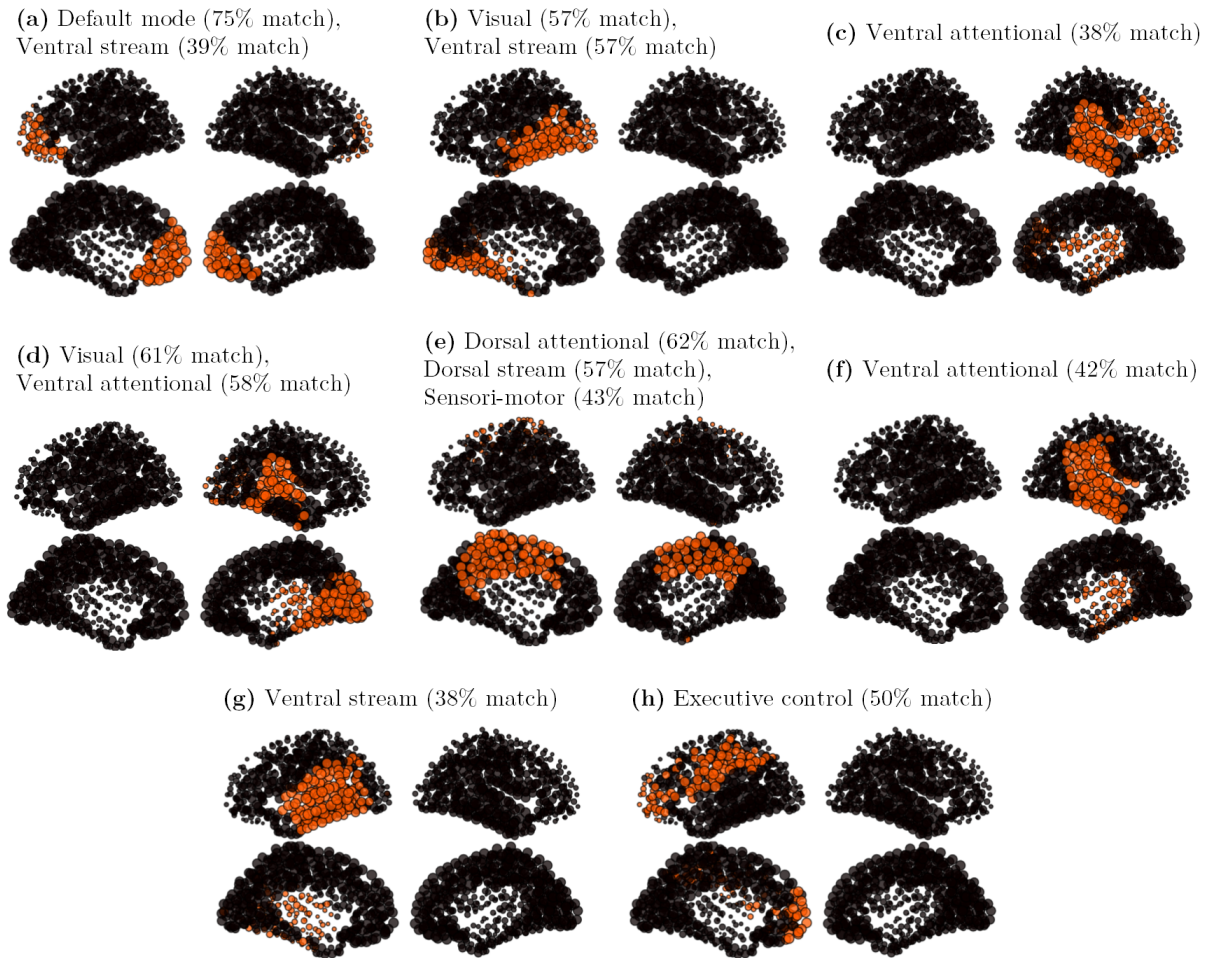 (a) Default mode (75% match),
Ventral stream (39% match)
(b) Visual (57% match),
Ventral stream (57% match)
(c) Ventral attentional (38% match)
(d) Visual (61% match),
Ventral attentional (58% match)
(e) Dorsal attentional (62% match),
Dorsal stream (57% match),
Sensori-motor (43% match)
(f) Ventral attentional (42% match)
(g) Ventral stream (38% match)
(h) Executive control (50% match)